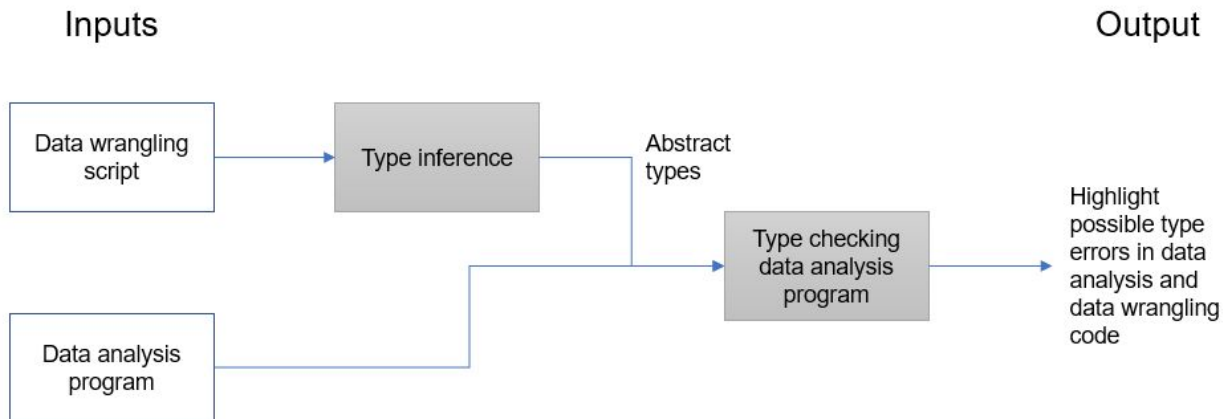 Inputs
Output
Data wrangling
script
Type inference
Abstract
types
Type checking
data analysis
program
Highlight
possible type
errors in data
analysis and
data wrangling
code
Data analysis
program